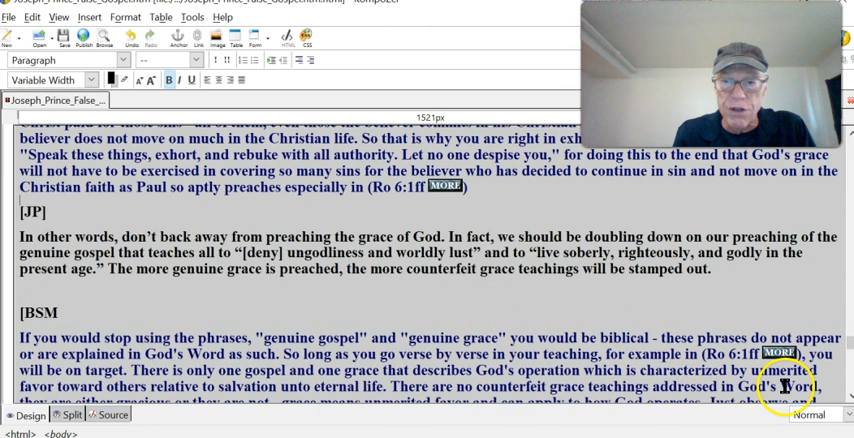 File Edit View Insert Format Table Tools Help
New Open Save Publish Browse Undo Redo Anchor Link Image Table Form HTML CSS
Paragraph --
Variable Width B I U
Joseph_Prince_False_...
1521px
believer does not move on much in the Christian life. So that is why you are right in exh
"Speak these things, exhort, and rebuke with all authority. Let no one despise you," for doing this to the end that God's grace
will not have to be exercised in covering so many sins for the believer who has decided to continue in sin and not move on in the
Christian faith as Paul so aptly preaches especially in (Ro 6:1ff MORE)
[JP]
In other words, don’t back away from preaching the grace of God. In fact, we should be doubling down on our preaching of the
genuine gospel that teaches all to “[deny] ungodliness and worldly lust” and to “live soberly, righteously, and godly in the
present age.” The more genuine grace is preached, the more counterfeit grace teachings will be stamped out.
[BSM
If you would stop using the phrases, "genuine gospel" and "genuine grace" you would be biblical - these phrases do not appear
or are explained in God's Word as such. So long as you go verse by verse in your teaching, for example in (Ro 6:1ff MORE), you
will be on target. There is only one gospel and one grace that describes God's operation which is characterized by unmerited
favor toward others relative to salvation unto eternal life. There are no counterfeit grace teachings addressed in God's Word,
Design Split Source Normal
<html> <body>